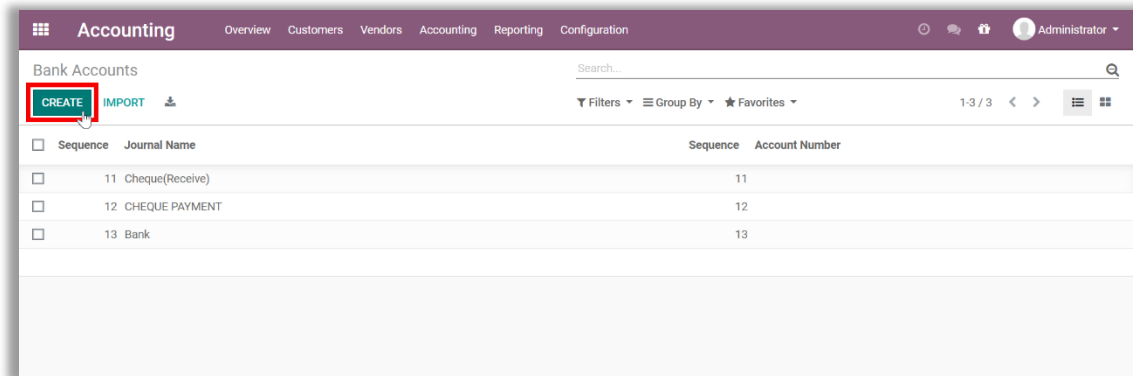 Accounting Overview Customers Vendors Accounting Reporting Configuration Administrator
Bank Accounts Search...
CREATE IMPORT Filters Group By Favorites 1-3 / 3
Sequence Journal Name Sequence Account Number
11 Cheque(Receive) 11
12 CHEQUE PAYMENT 12
13 Bank 13